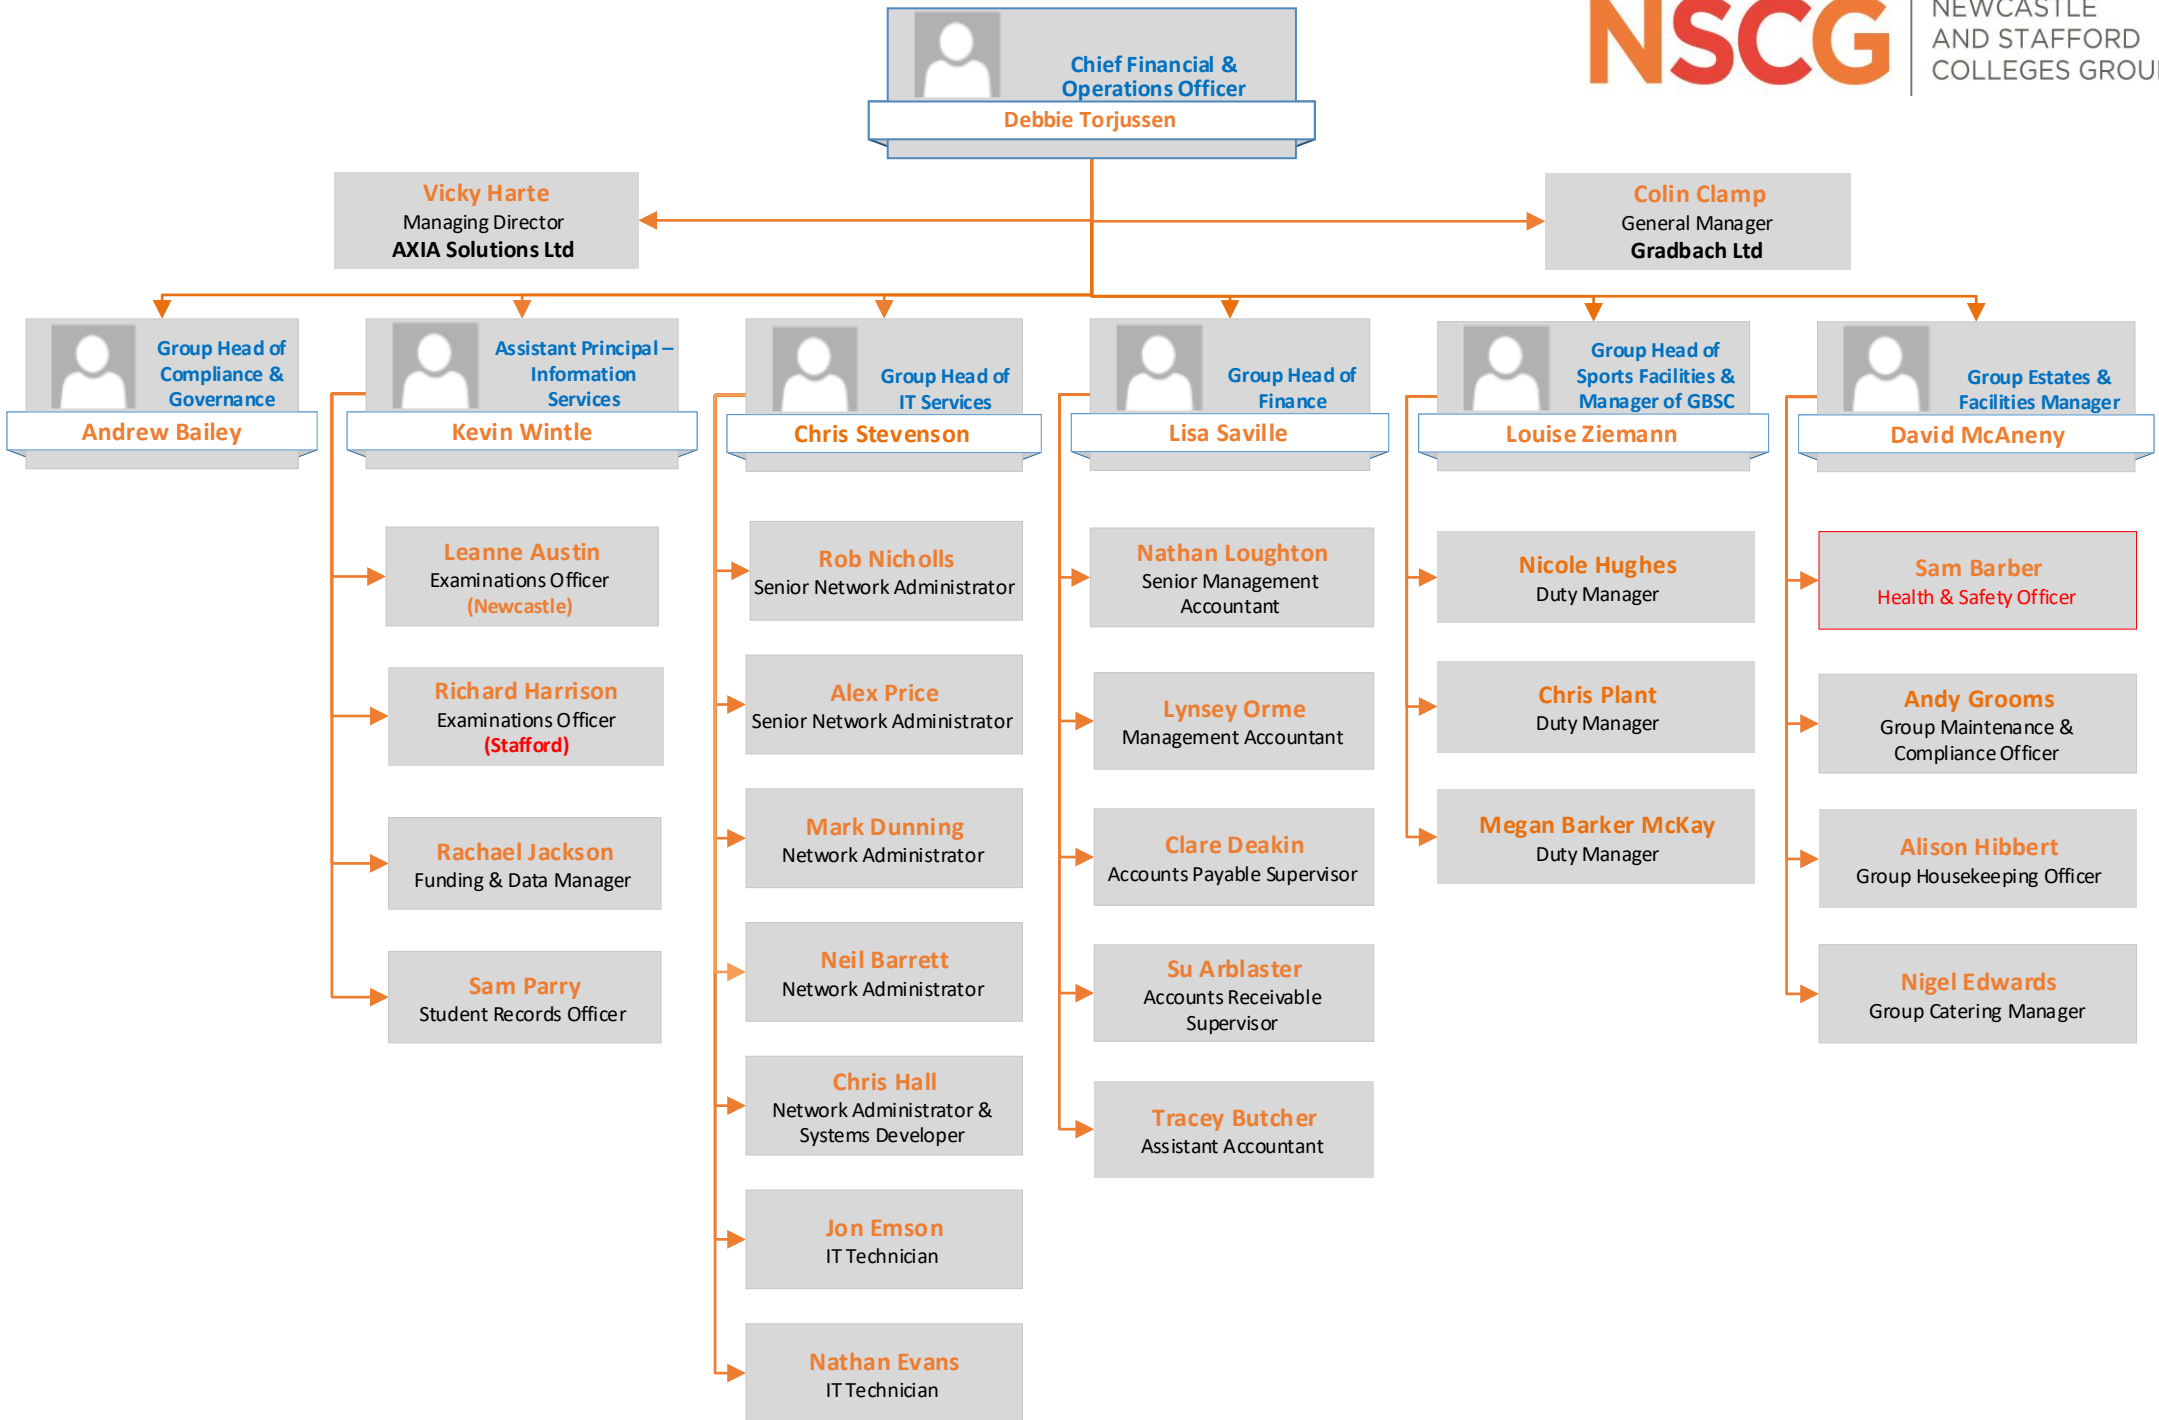 NSCG
NEWCASTLE
AND STAFFORD
COLLEGES GROUP
Chief Financial &
Operations Officer
Debbie Torjussen
Vicky Harte
Managing Director
AXIA Solutions Ltd
Colin Clamp
General Manager
Gradbach Ltd
Group Head of
Compliance &
Governance
Andrew Bailey
Assistant Principal –
Information
Services
Kevin Wintle
Leanne Austin
Examinations Officer
(Newcastle)
Richard Harrison
Examinations Officer
(Stafford)
Rachael Jackson
Funding & Data Manager
Sam Parry
Student Records Officer
Group Head of
IT Services
Chris Stevenson
Rob Nicholls
Senior Network Administrator
Alex Price
Senior Network Administrator
Mark Dunning
Network Administrator
Neil Barrett
Network Administrator
Chris Hall
Network Administrator &
Systems Developer
Jon Emson
IT Technician
Nathan Evans
IT Technician
Group Head of
Finance
Lisa Saville
Nathan Loughton
Senior Management
Accountant
Lynsey Orme
Management Accountant
Clare Deakin
Accounts Payable Supervisor
Su Arblaster
Accounts Receivable
Supervisor
Tracey Butcher
Assistant Accountant
Group Head of
Sports Facilities &
Manager of GBSC
Louise Ziemann
Nicole Hughes
Duty Manager
Chris Plant
Duty Manager
Megan Barker McKay
Duty Manager
Group Estates &
Facilities Manager
David McAneny
Sam Barber
Health & Safety Officer
Andy Grooms
Group Maintenance &
Compliance Officer
Alison Hibbert
Group Housekeeping Officer
Nigel Edwards
Group Catering Manager